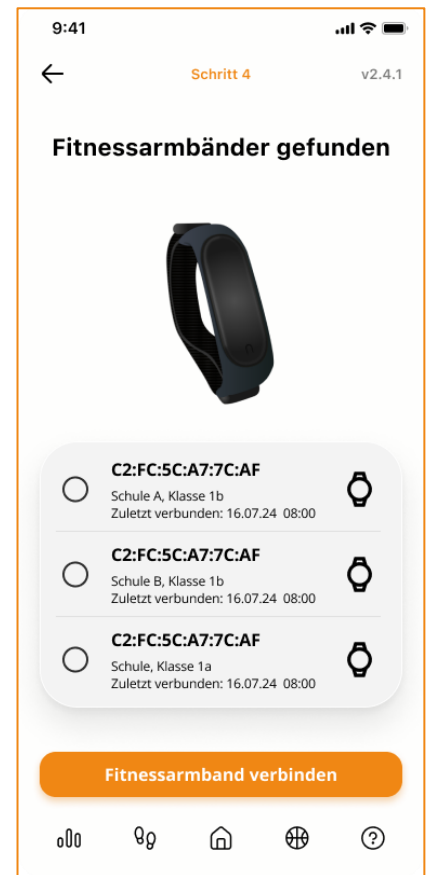 9:41
Schritt 4
v2.4.1
Fitnessarmbänder gefunden
C2:FC:5C:A7:7C:AF
Schule A, Klasse 1b
Zuletzt verbunden: 16.07.24 08:00
C2:FC:5C:A7:7C:AF
Schule B, Klasse 1b
Zuletzt verbunden: 16.07.24 08:00
C2:FC:5C:A7:7C:AF
Schule, Klasse 1a
Zuletzt verbunden: 16.07.24 08:00
Fitnessarmband verbinden